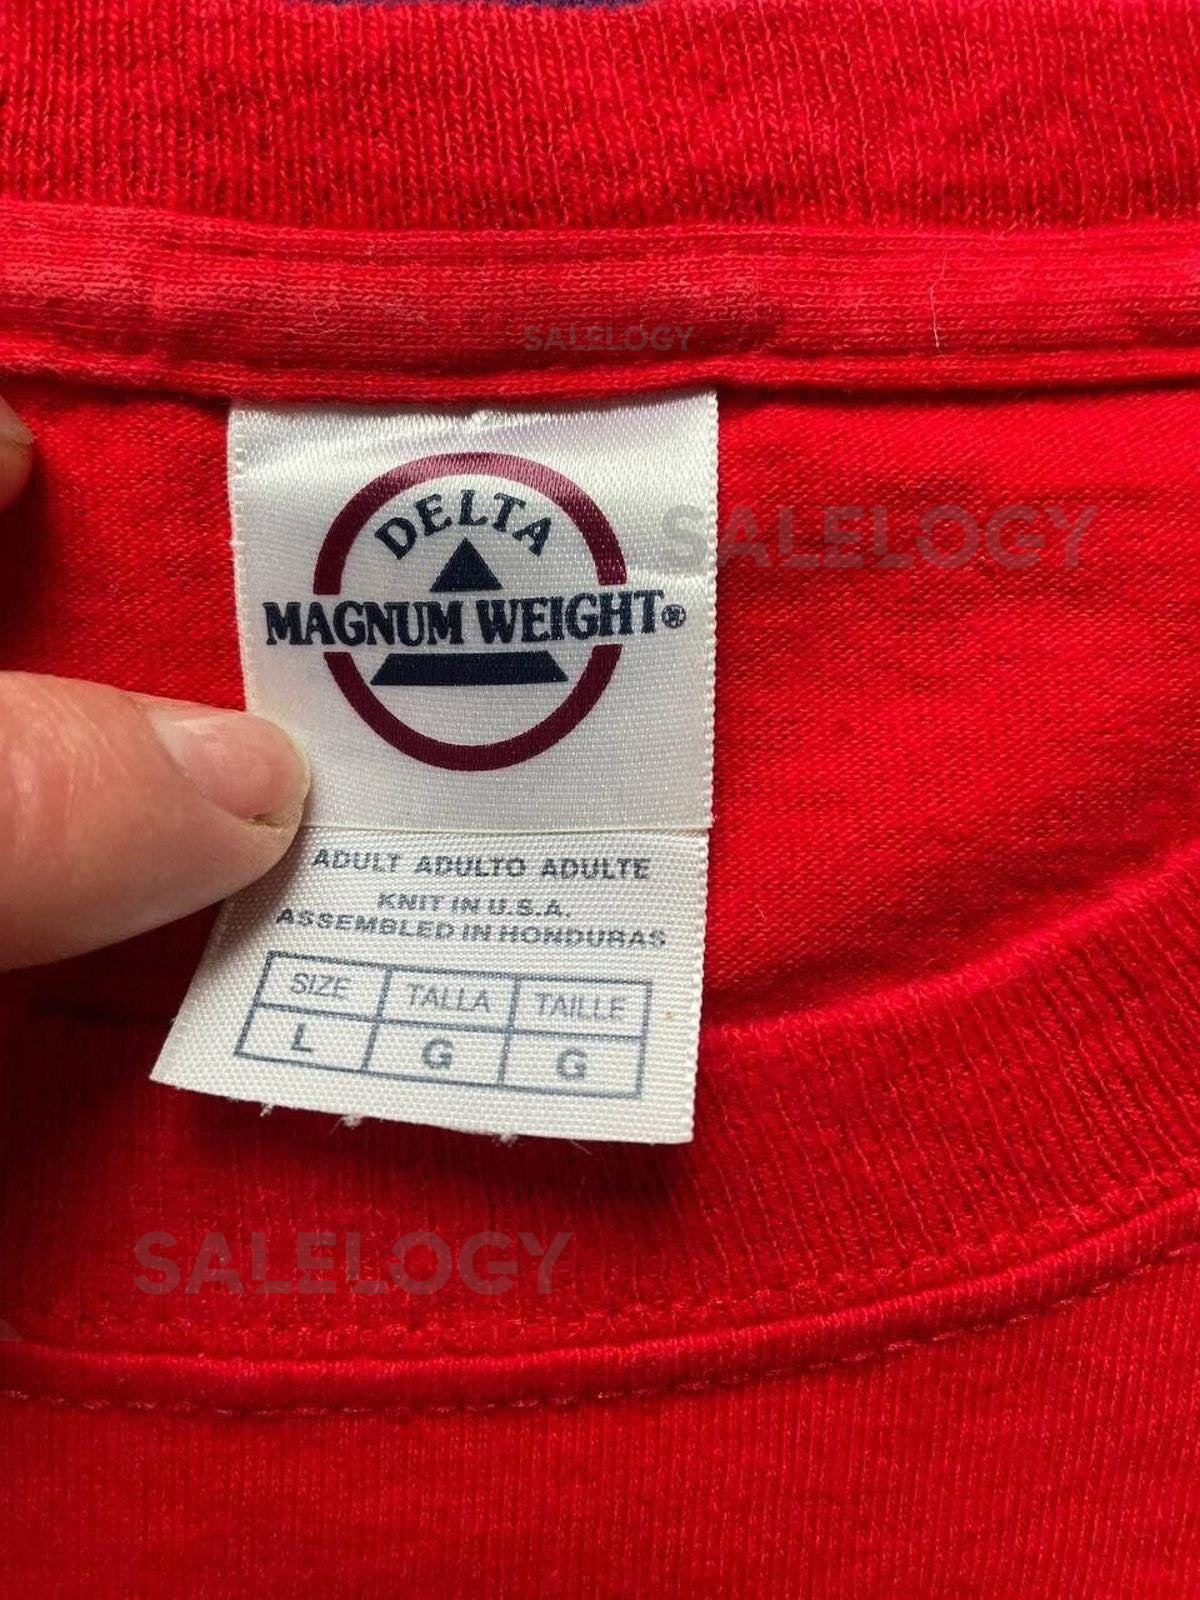 SALELOGY
DELTA
SALELOGY
MAGNUM WEIGHT®
ADULT ADULTO ADULTE
KNIT IN U.S.A.
ASSEMBLED IN HONDURAS
SIZE TALLA TAILLE
L G G
SALELOGY